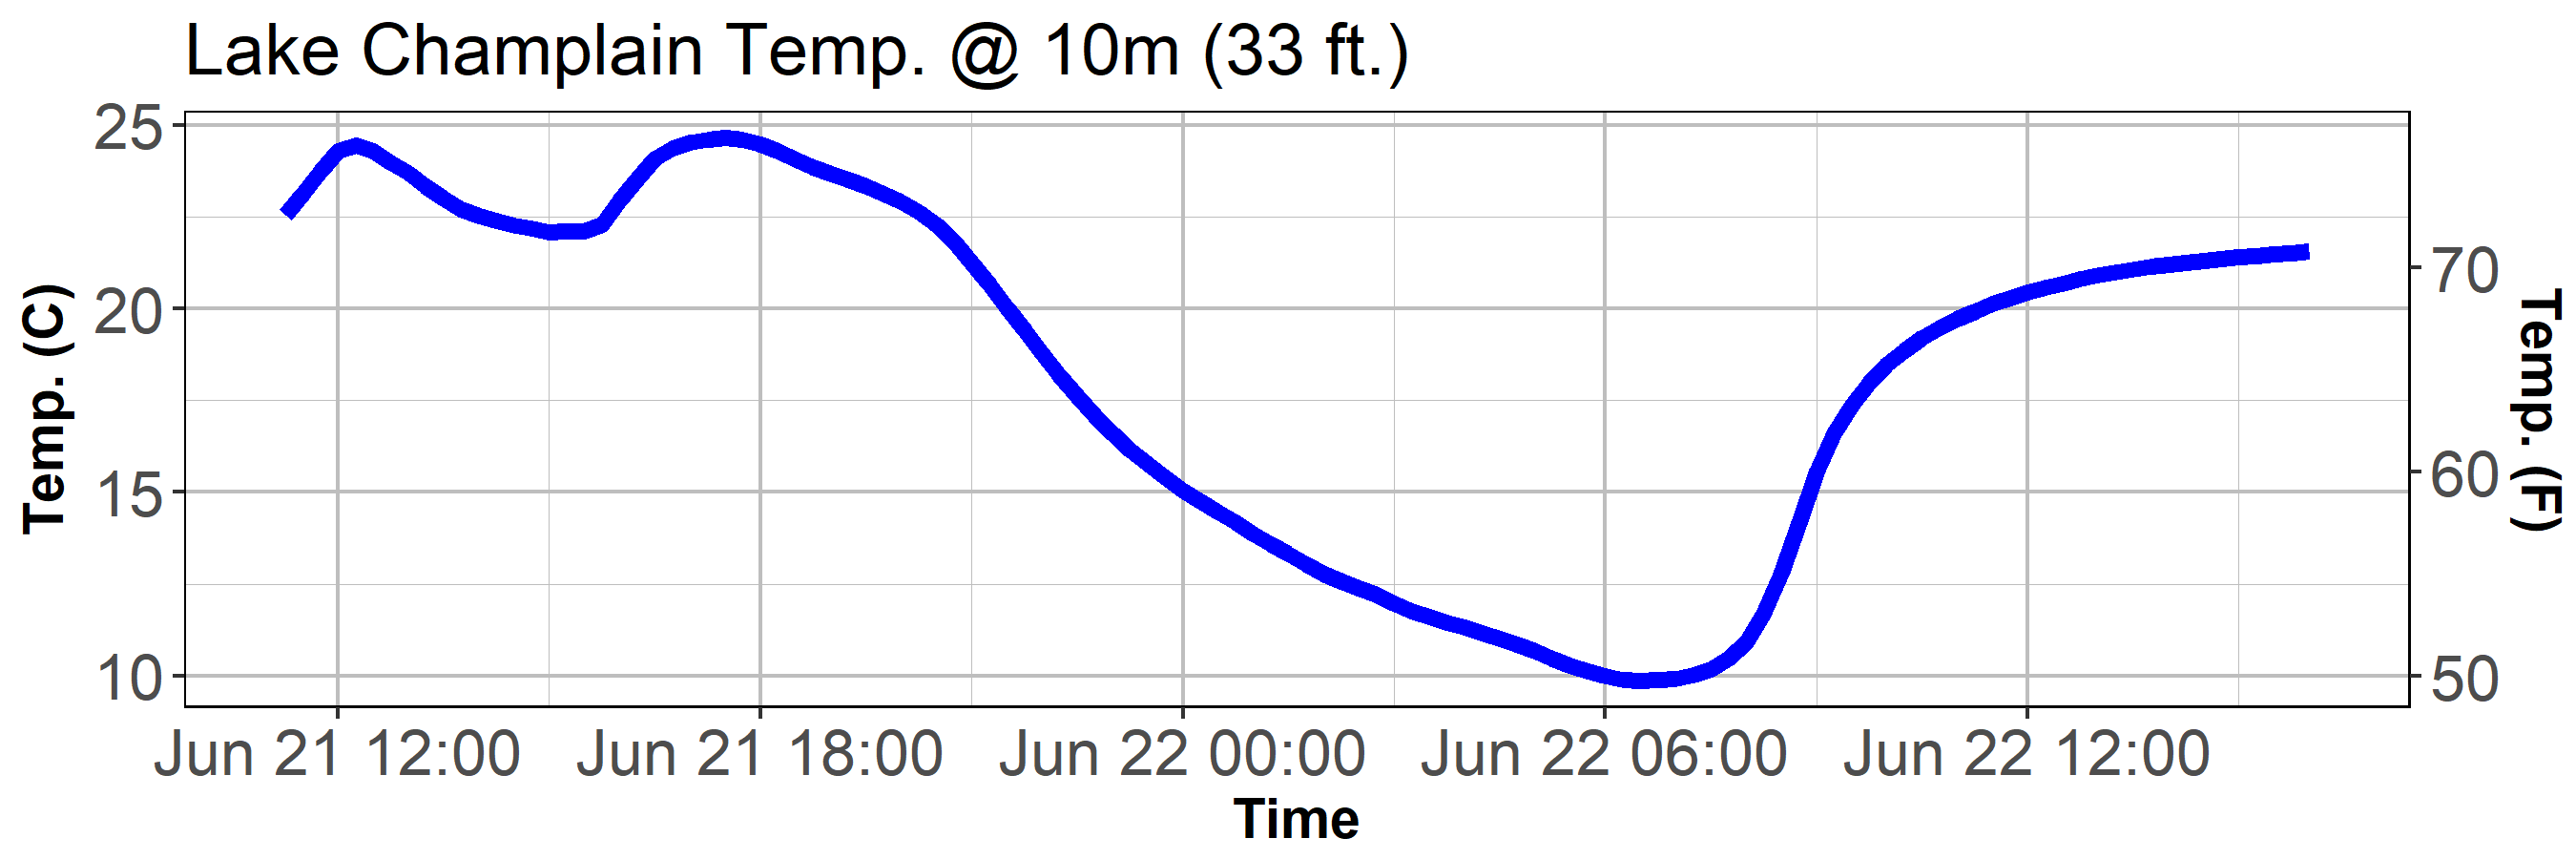 Lake Champlain Temp. @ 10m (33 ft.)
25
20
15
10
Temp. (C)
70
60
50
Temp. (F)
Jun 21 12:00 Jun 21 18:00 Jun 22 00:00 Jun 22 06:00 Jun 22 12:00
Time